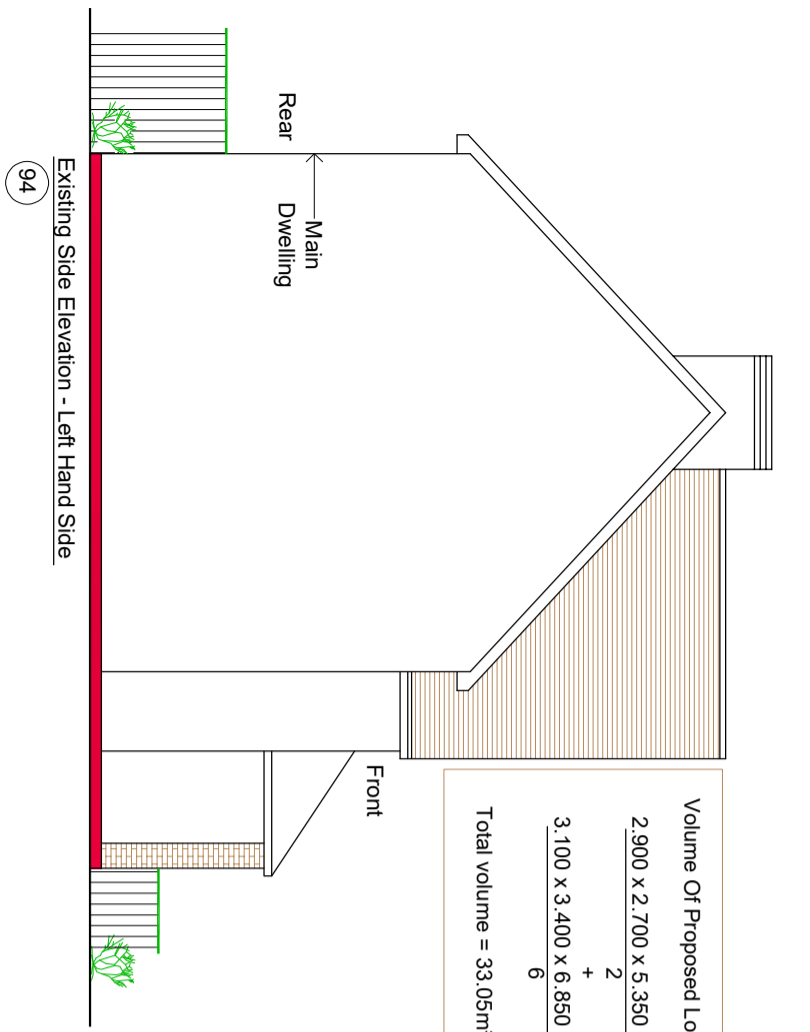 Rear
Main
Dwelling
Front
Existing Side Elevation - Left Hand Side
94
Volume Of Proposed Lo
2.900 x 2.700 x 5.350
2
+
3.100 x 3.400 x 6.850
6
Total volume = 33.05m